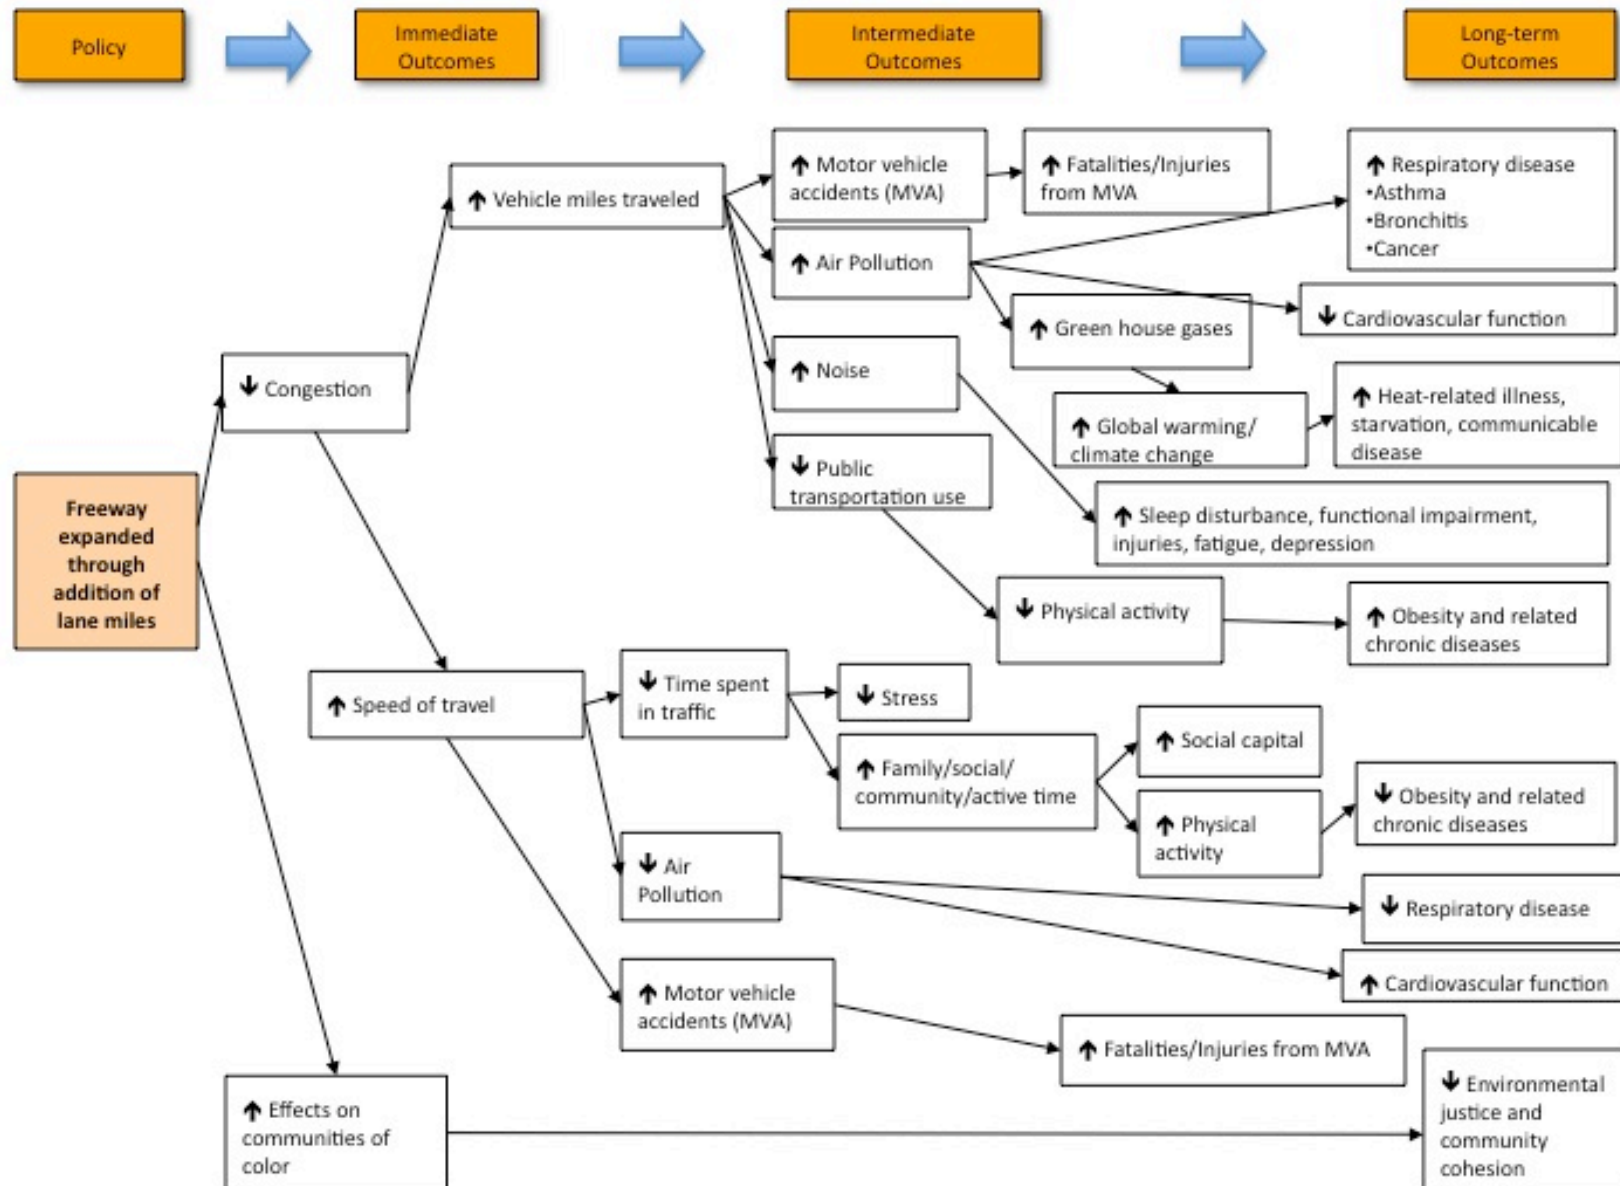 Policy
Immediate
Outcomes
Intermediate
Outcomes
Long-term
Outcomes
Freeway
expanded
through
addition of
lane miles
↓ Congestion
↑ Vehicle miles traveled
↑ Motor vehicle
accidents (MVA)
↑ Fatalities/Injuries
from MVA
↑ Respiratory disease
•Asthma
•Bronchitis
•Cancer
↑ Air Pollution
↓ Cardiovascular function
↑ Green house gases
↑ Noise
↑ Global warming/
climate change
↑ Heat-related illness,
starvation, communicable
disease
↓ Public
transportation use
↑ Sleep disturbance, functional impairment,
injuries, fatigue, depression
↓ Physical activity
↑ Obesity and related
chronic diseases
↑ Speed of travel
↓ Time spent
in traffic
↓ Stress
↑ Family/social/
community/active time
↑ Social capital
↑ Physical
activity
↓ Obesity and related
chronic diseases
↓ Air
Pollution
↓ Respiratory disease
↑ Cardiovascular function
↑ Motor vehicle
accidents (MVA)
↑ Fatalities/Injuries from MVA
↑ Effects on
communities of
color
↓ Environmental
justice and
community
cohesion